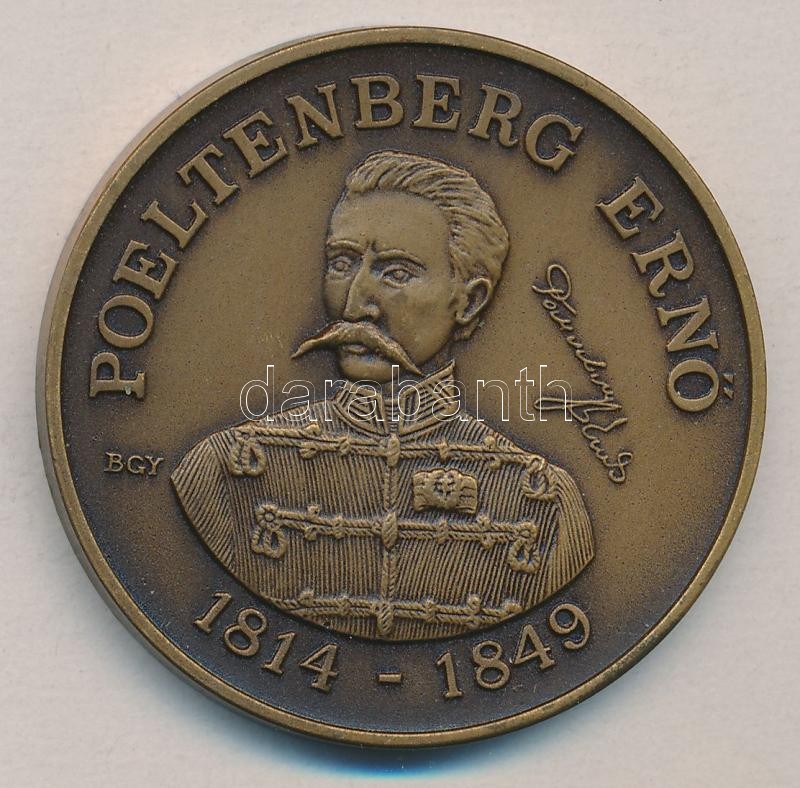 POELTENBERG ERNŐ
darabanth
BGY
1814 - 1849